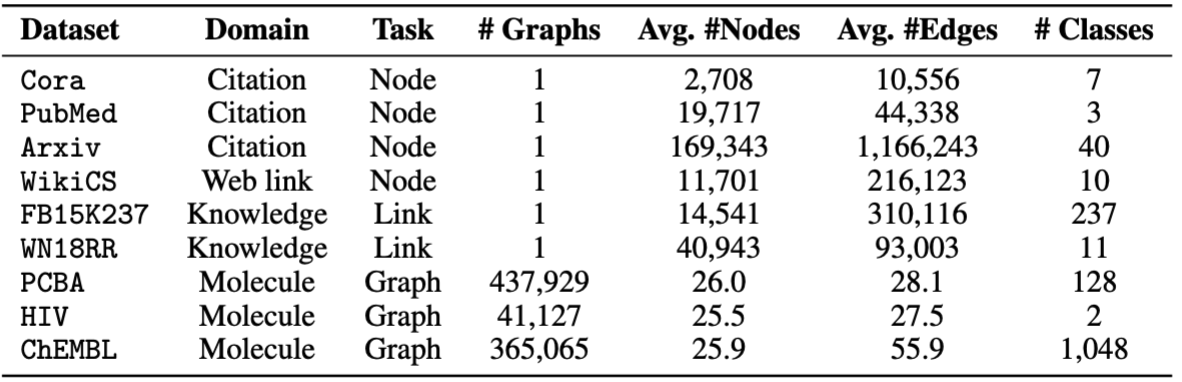 Dataset Domain Task # Graphs Avg. #Nodes Avg. #Edges # Classes
Cora Citation Node 1 2,708 10,556 7
PubMed Citation Node 1 19,717 44,338 3
Arxiv Citation Node 1 169,343 1,166,243 40
WikiCS Web link Node 1 11,701 216,123 10
FB15K237 Knowledge Link 1 14,541 310,116 237
WN18RR Knowledge Link 1 40,943 93,003 11
PCBA Molecule Graph 437,929 26.0 28.1 128
HIV Molecule Graph 41,127 25.5 27.5 2
ChEMBL Molecule Graph 365,065 25.9 55.9 1,048